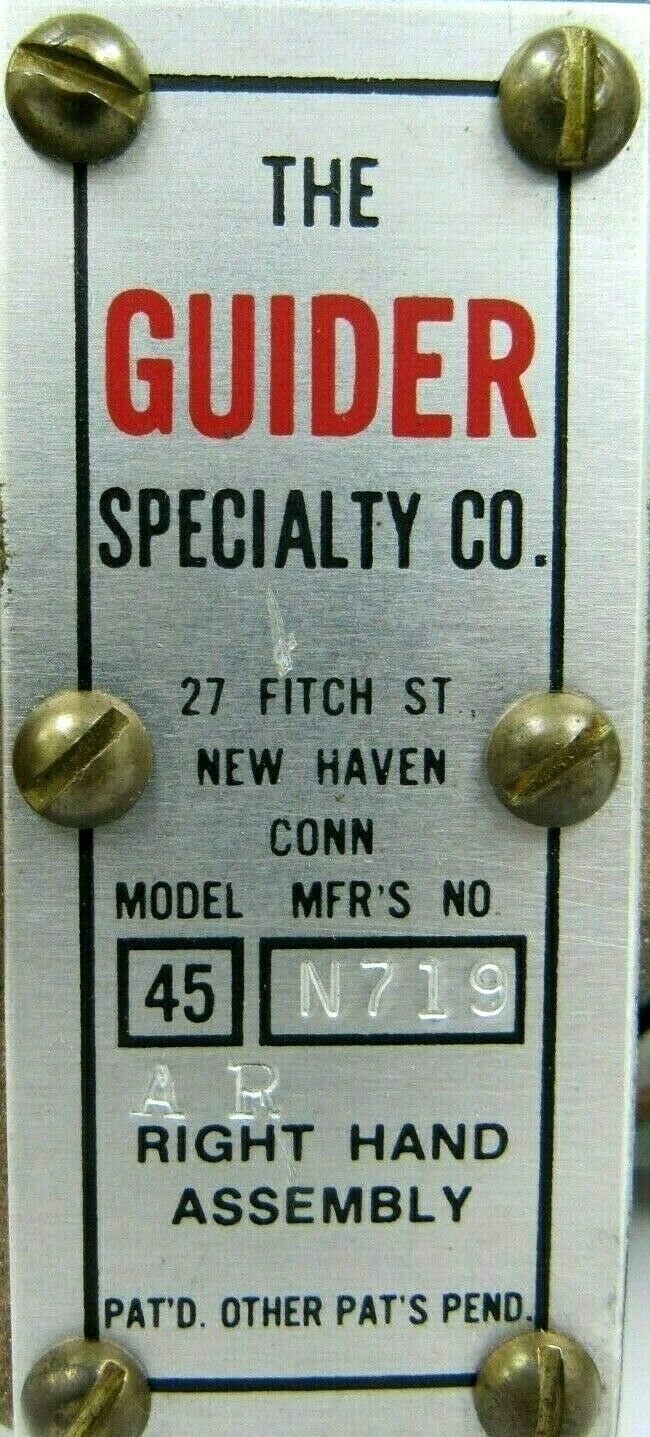 THE
GUIDER
SPECIALTY CO.
27 FITCH ST.,
NEW HAVEN
CONN
MODEL MFR'S NO.
45 N719
A R
RIGHT HAND
ASSEMBLY
PAT'D. OTHER PAT'S PEND.